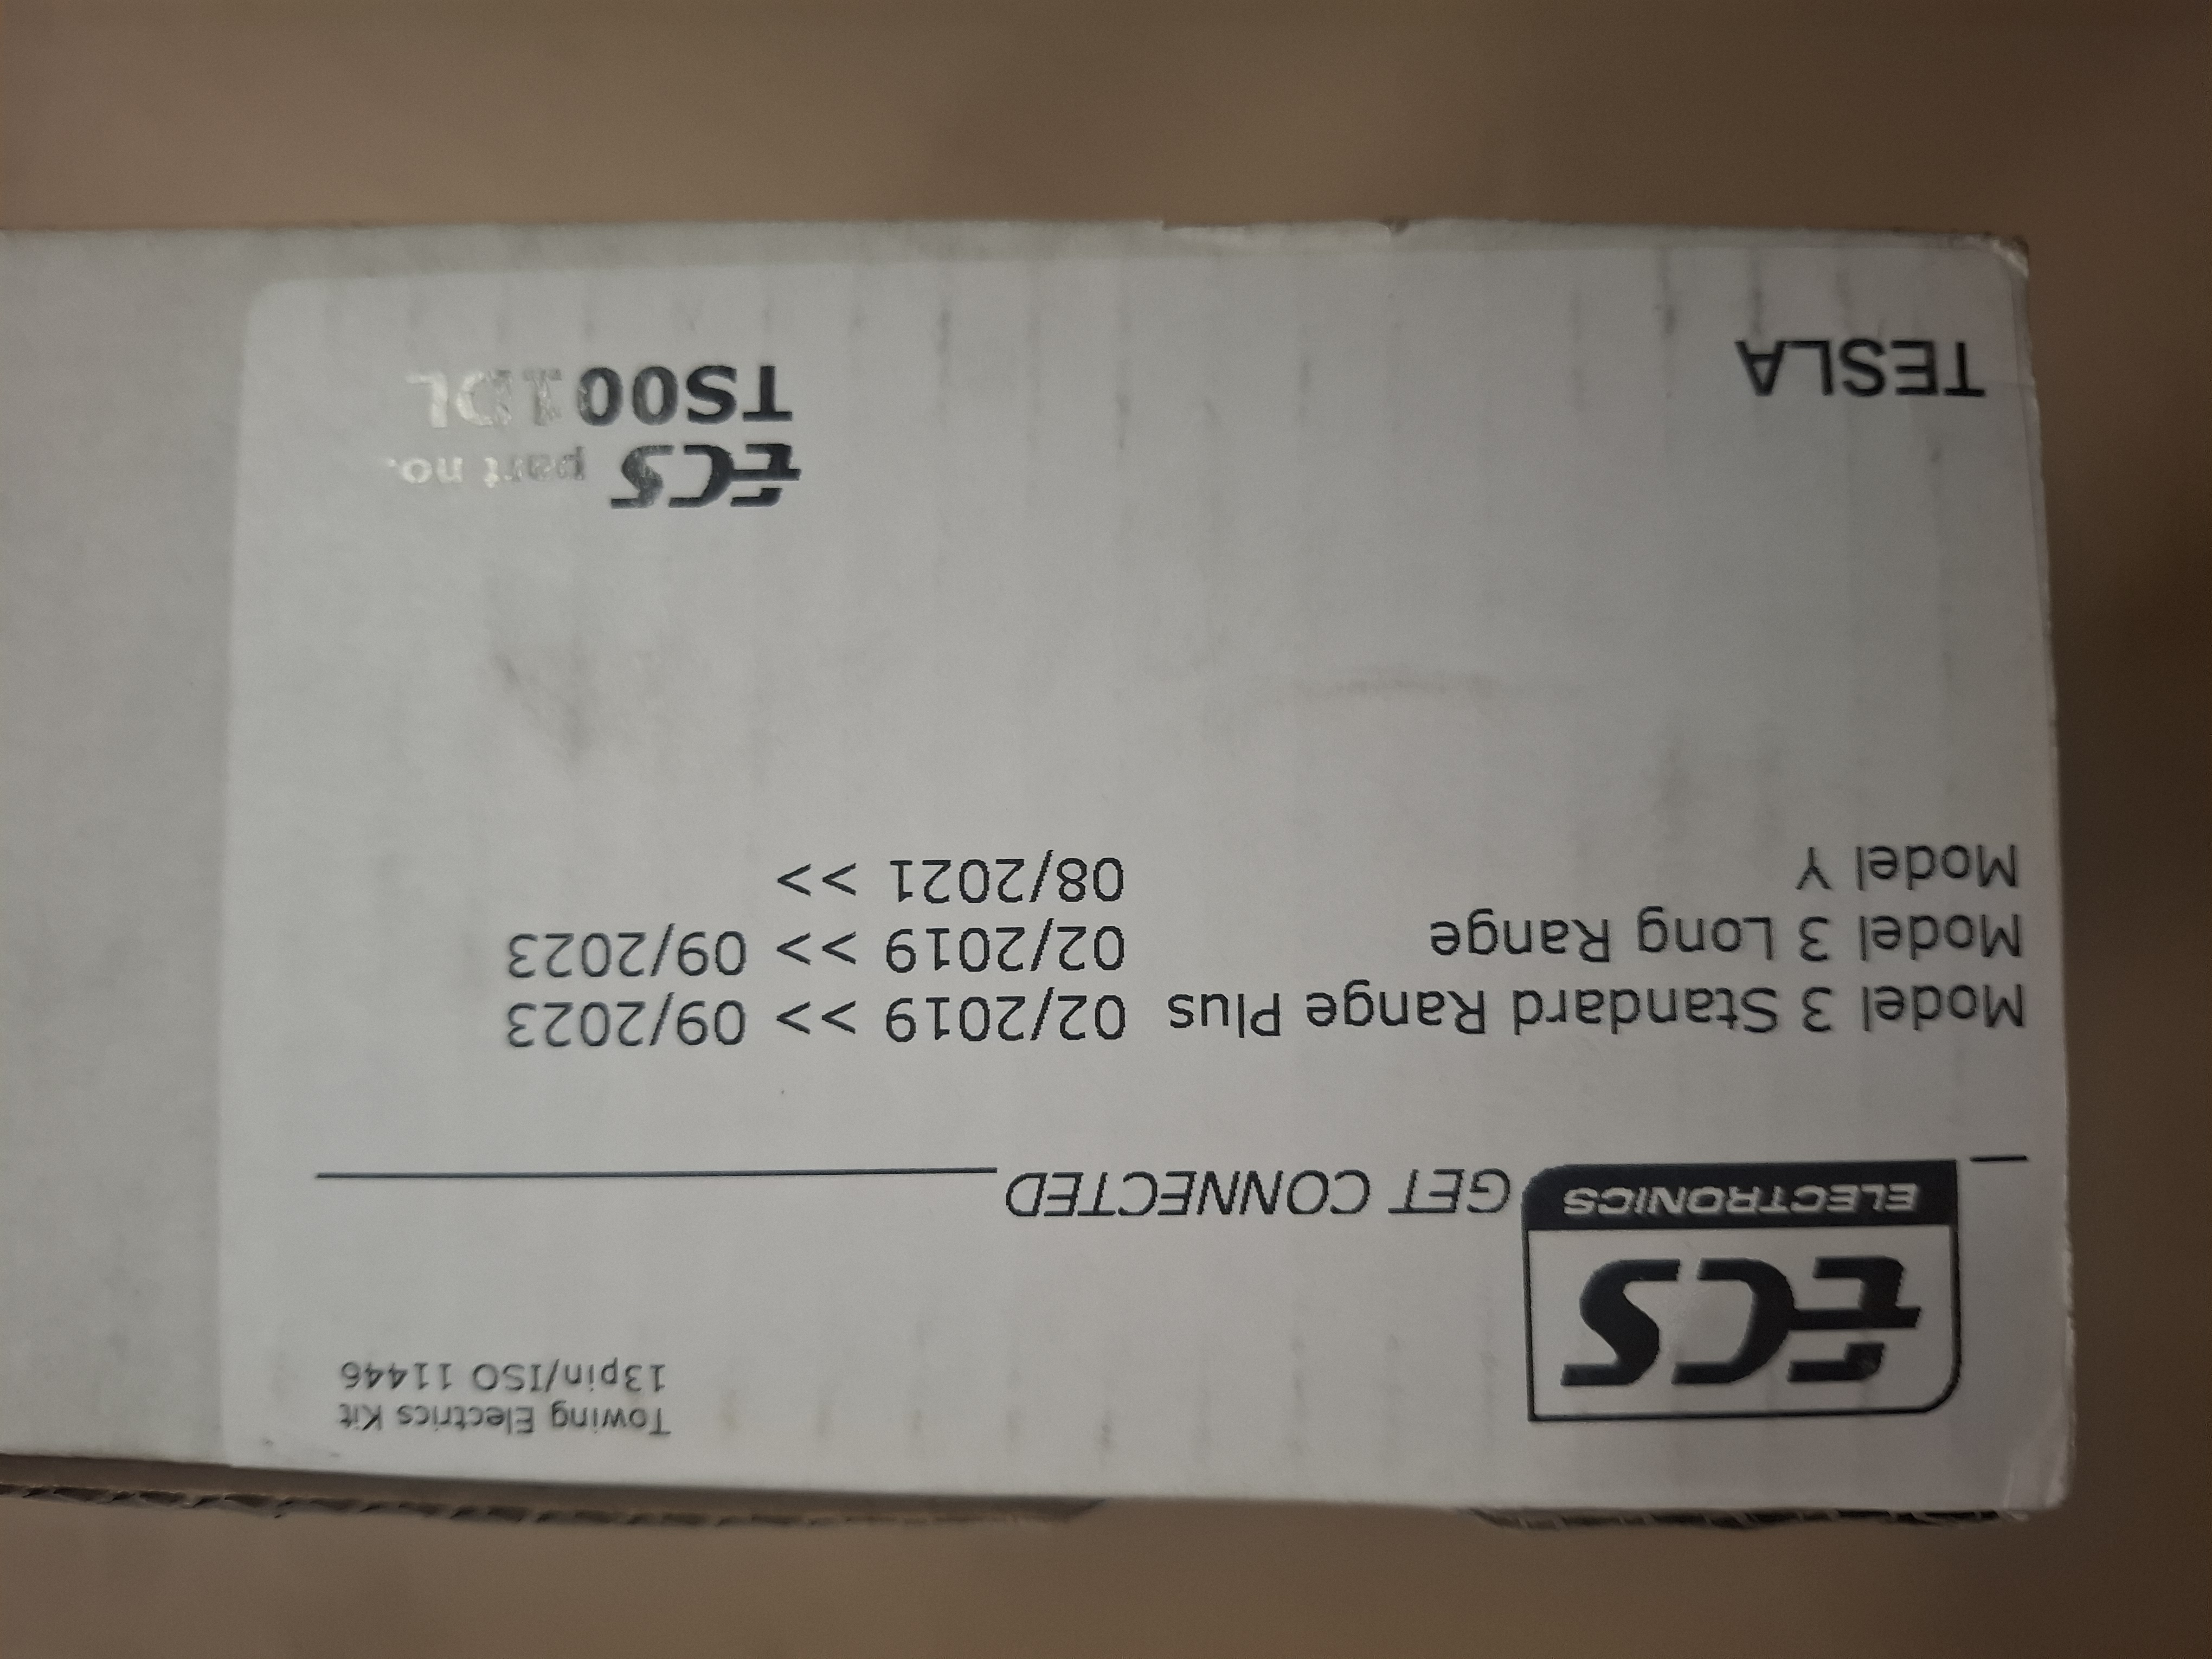 ECS
ELECTRONICS
GET CONNECTED
Towing Electrics Kit
13pin/ISO 11446
Model 3 Standard Range Plus 02/2019 >> 09/2023
Model 3 Long Range 02/2019 >> 09/2023
Model Y 08/2021 >>
ECS part no.
TS001DL
TESLA